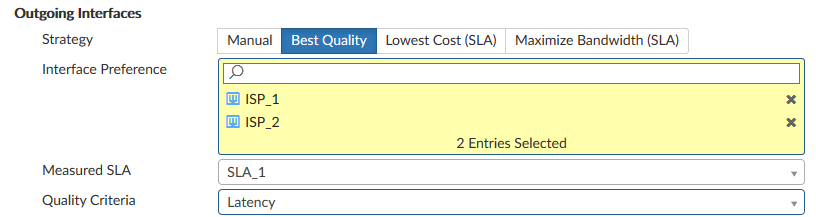 Outgoing Interfaces
Strategy Manual Best Quality Lowest Cost (SLA) Maximize Bandwidth (SLA)
Interface Preference
ISP_1
ISP_2
2 Entries Selected
Measured SLA SLA_1
Quality Criteria Latency